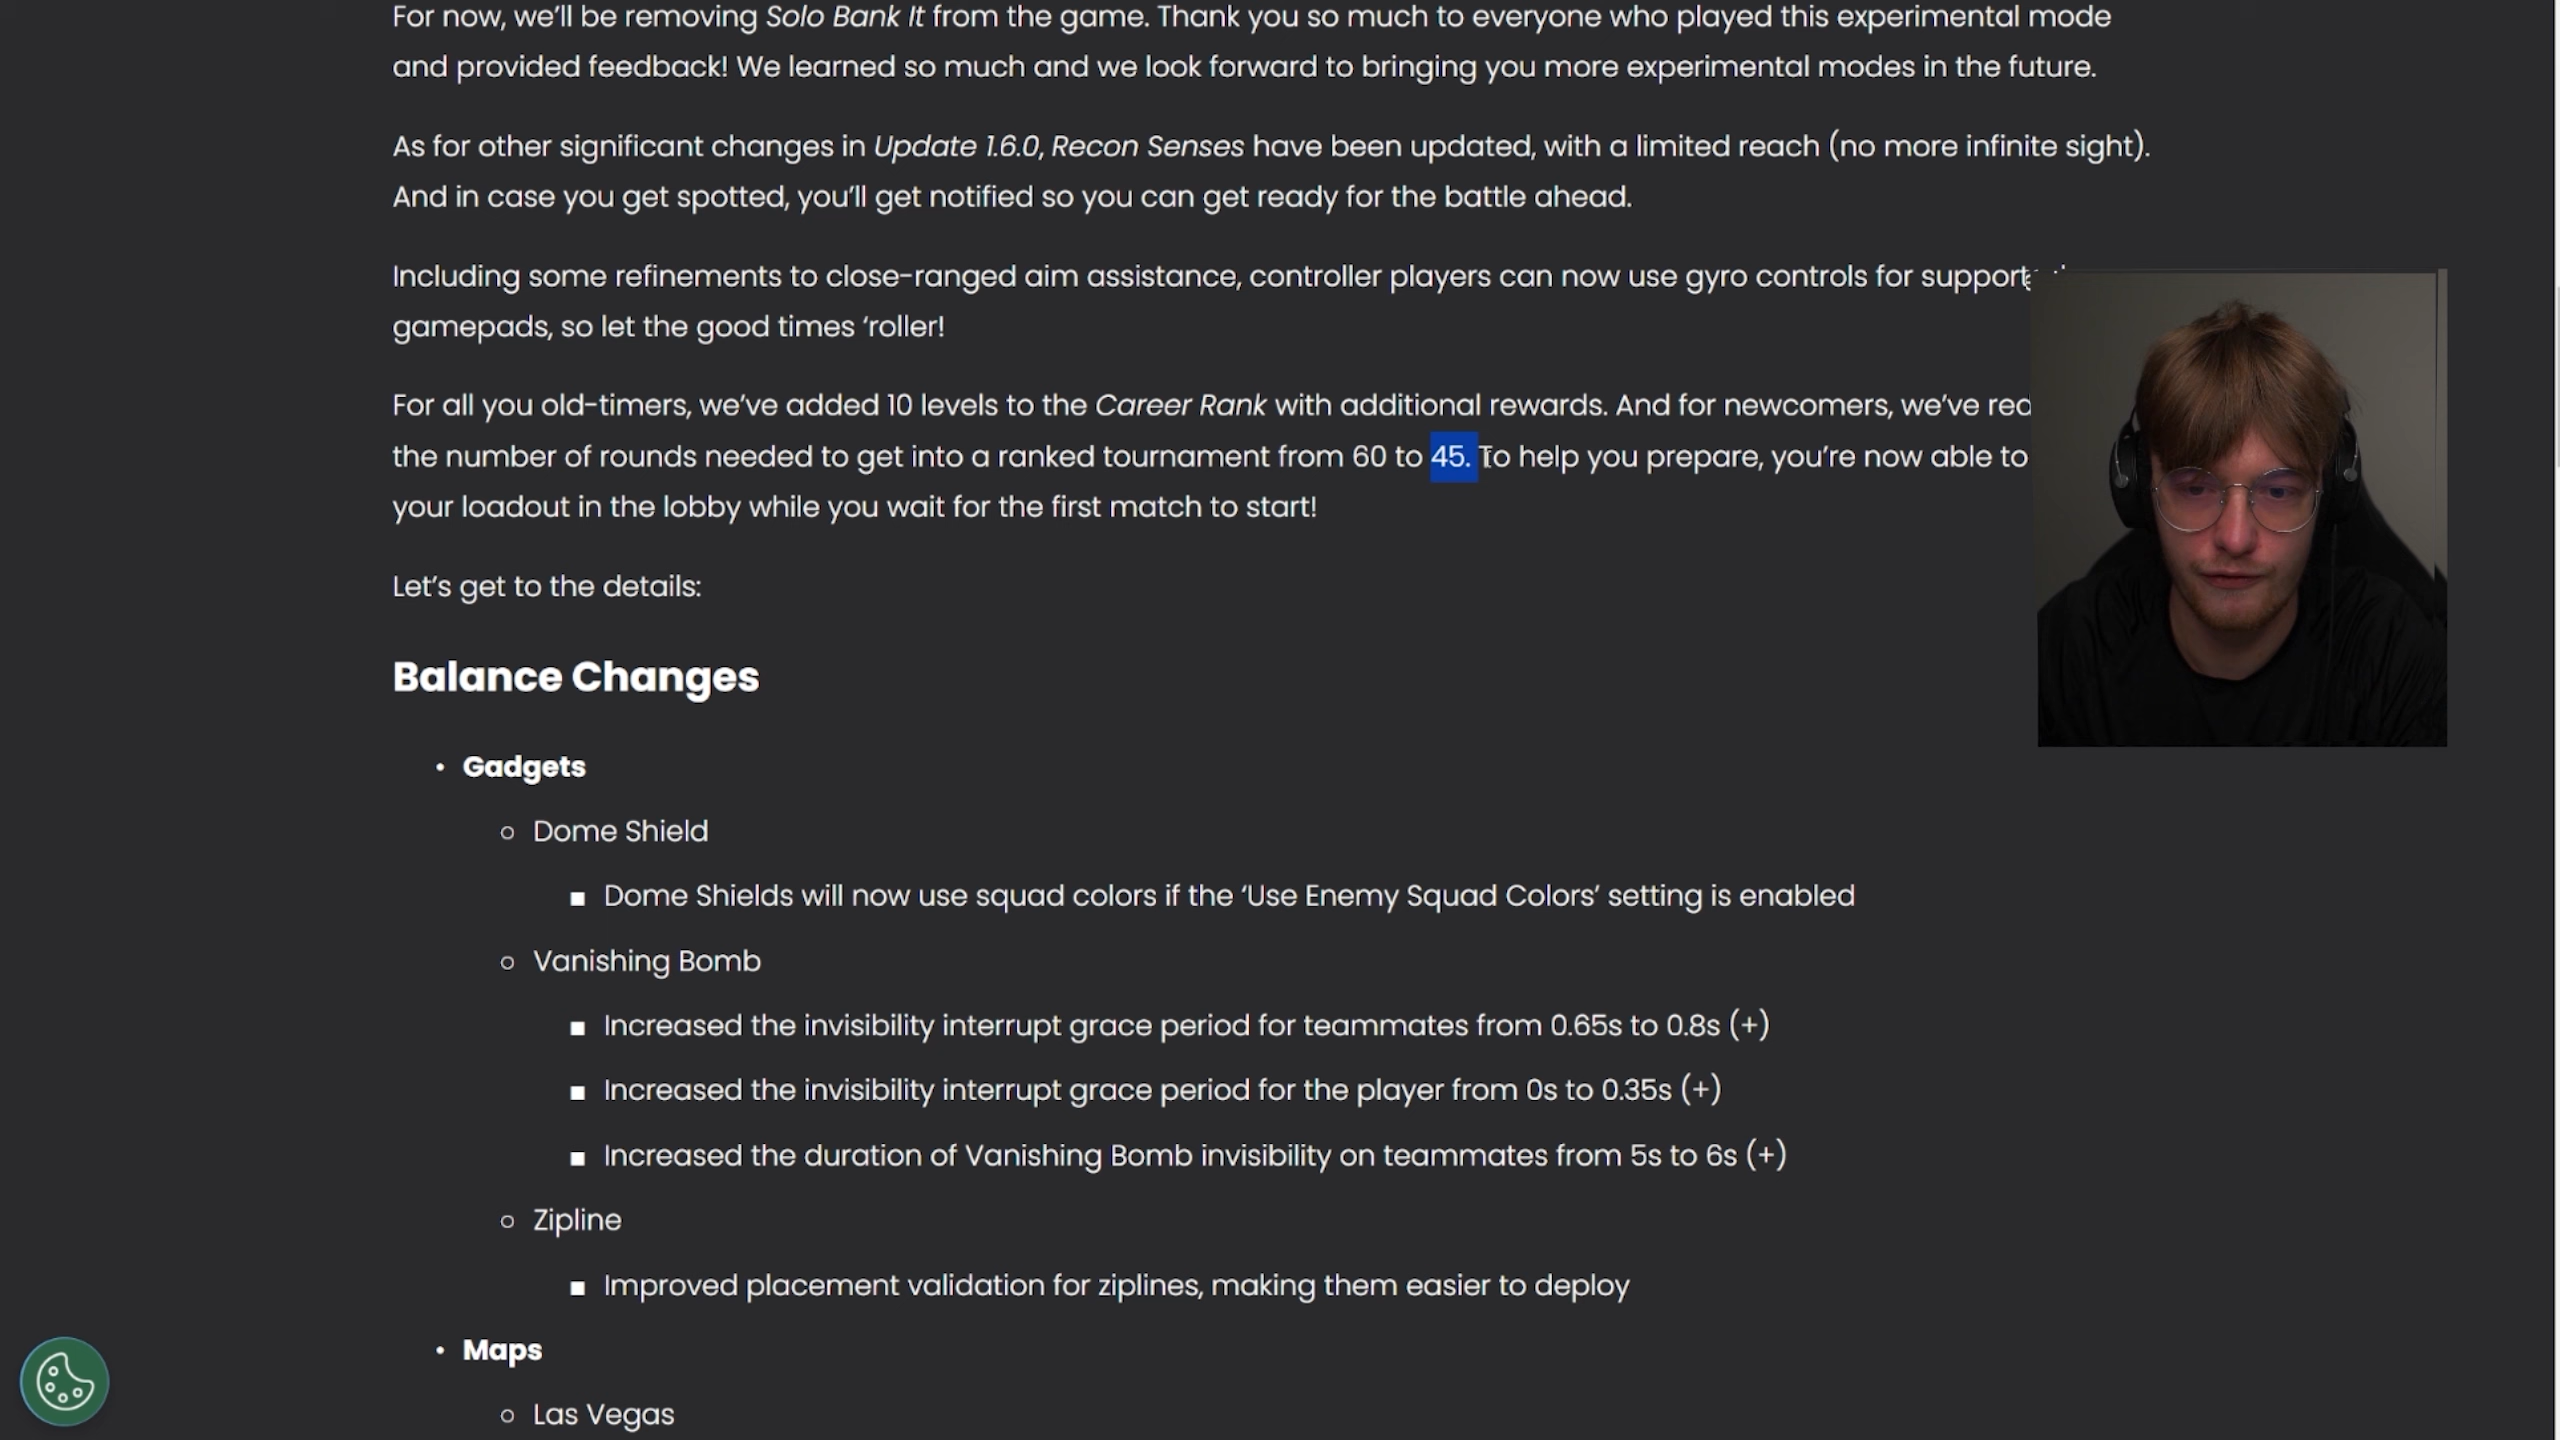 For now, we’ll be removing Solo Bank It from the game. Thank you so much to everyone who played this experimental mode
and provided feedback! We learned so much and we look forward to bringing you more experimental modes in the future.
As for other significant changes in Update 1.6.0, Recon Senses have been updated, with a limited reach (no more infinite sight).
And in case you get spotted, you’ll get notified so you can get ready for the battle ahead.
Including some refinements to close-ranged aim assistance, controller players can now use gyro controls for
gamepads, so let the good times ‘roller!
For all you old-timers, we’ve added 10 levels to the Career Rank with additional rewards. And for newcomers, we’ve
the number of rounds needed to get into a ranked tournament from 60 to 45. To help you prepare, you’re now able to
your loadout in the lobby while you wait for the first match to start!
Let’s get to the details:
Balance Changes
• Gadgets
○ Dome Shield
■ Dome Shields will now use squad colors if the ‘Use Enemy Squad Colors’ setting is enabled
○ Vanishing Bomb
■ Increased the invisibility interrupt grace period for teammates from 0.65s to 0.8s (+)
■ Increased the invisibility interrupt grace period for the player from 0s to 0.35s (+)
■ Increased the duration of Vanishing Bomb invisibility on teammates from 5s to 6s (+)
○ Zipline
■ Improved placement validation for ziplines, making them easier to deploy
• Maps
○ Las Vegas